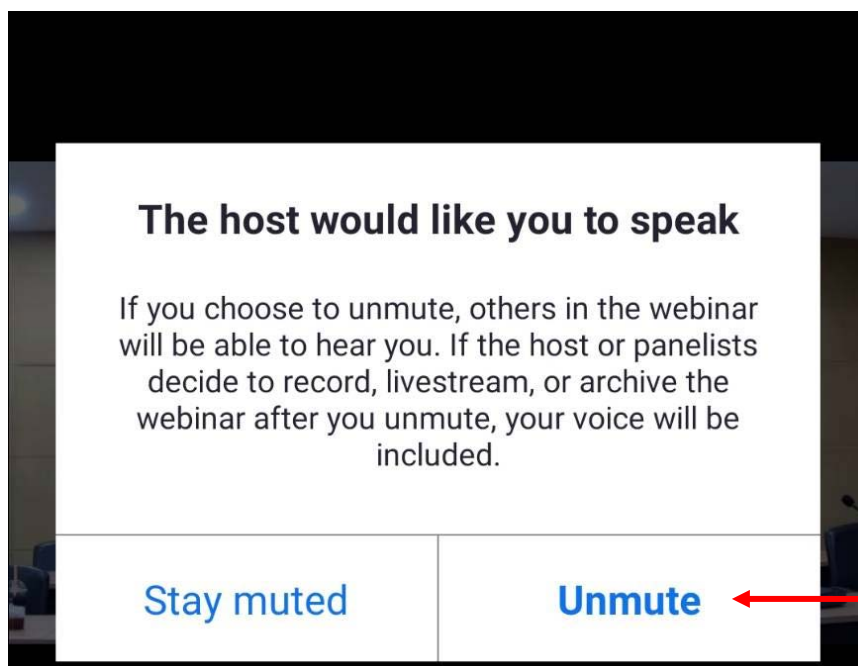 The host would like you to speak
If you choose to unmute, others in the webinar
will be able to hear you. If the host or panelists
decide to record, livestream, or archive the
webinar after you unmute, your voice will be
included.
Stay muted
Unmute